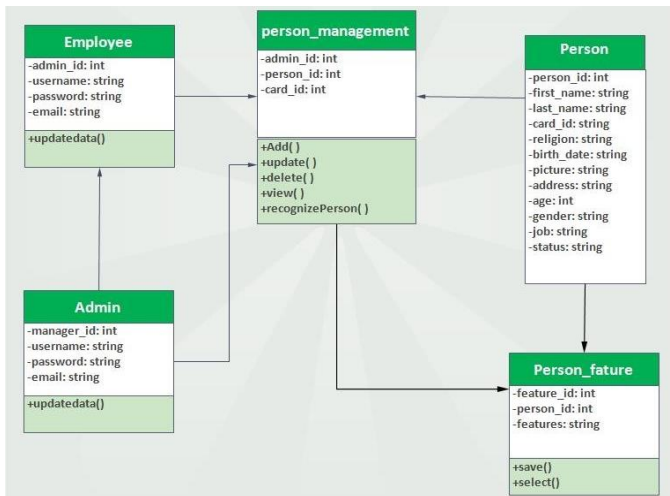 Employee
-admin_id: int
-username: string
-password: string
-email: string
+updatedata()
person_management
-admin_id: int
-person_id: int
-card_id: int
+Add( )
+update( )
+delete( )
+view( )
+recognizePerson( )
Person
-person_id: int
-first_name: string
-last_name: string
-card_id: string
-religion: string
-birth_date: string
-picture: string
-address: string
-age: int
-gender: string
-job: string
-status: string
Admin
-manager_id: int
-username: string
-password: string
-email: string
+updatedata()
Person_fature
-feature_id: int
-person_id: int
-features: string
+save()
+select()